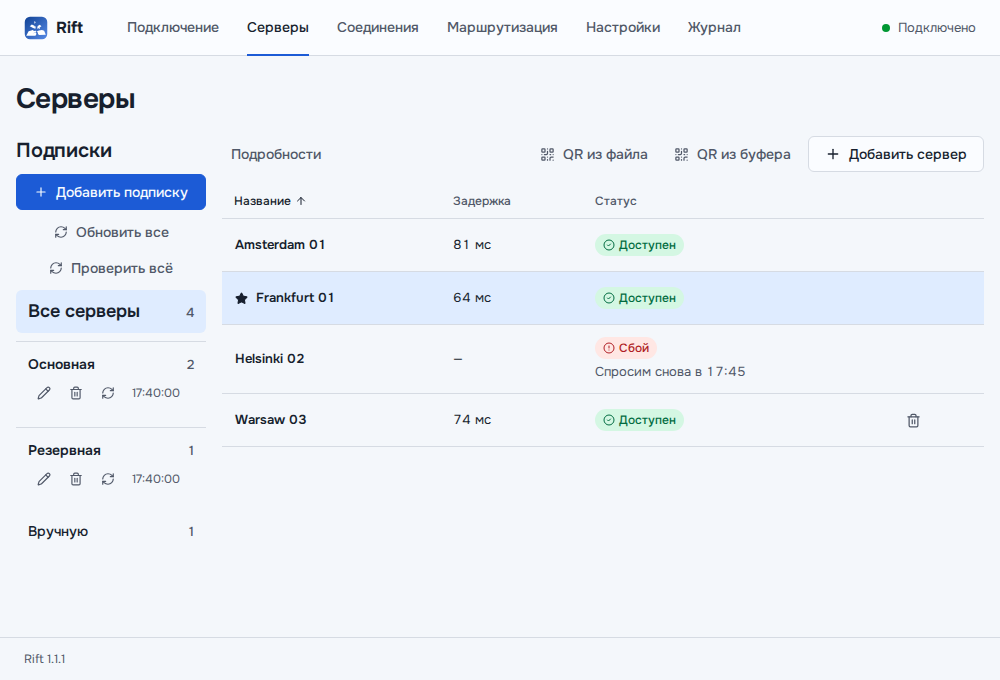 Rift
Подключение
Серверы
Соединения
Маршрутизация
Настройки
Журнал
Подключено
Серверы
Подписки
Добавить подписку
Обновить все
Проверить всё
Все серверы 4
Основная 2
17:40:00
Резервная 1
17:40:00
Вручную 1
Подробности
QR из файла
QR из буфера
Добавить сервер
Название Задержка Статус
Amsterdam 01 81 мс Доступен
Frankfurt 01 64 мс Доступен
Helsinki 02 – Сбой
Спросим снова в 17:45
Warsaw 03 74 мс Доступен
Rift 1.1.1